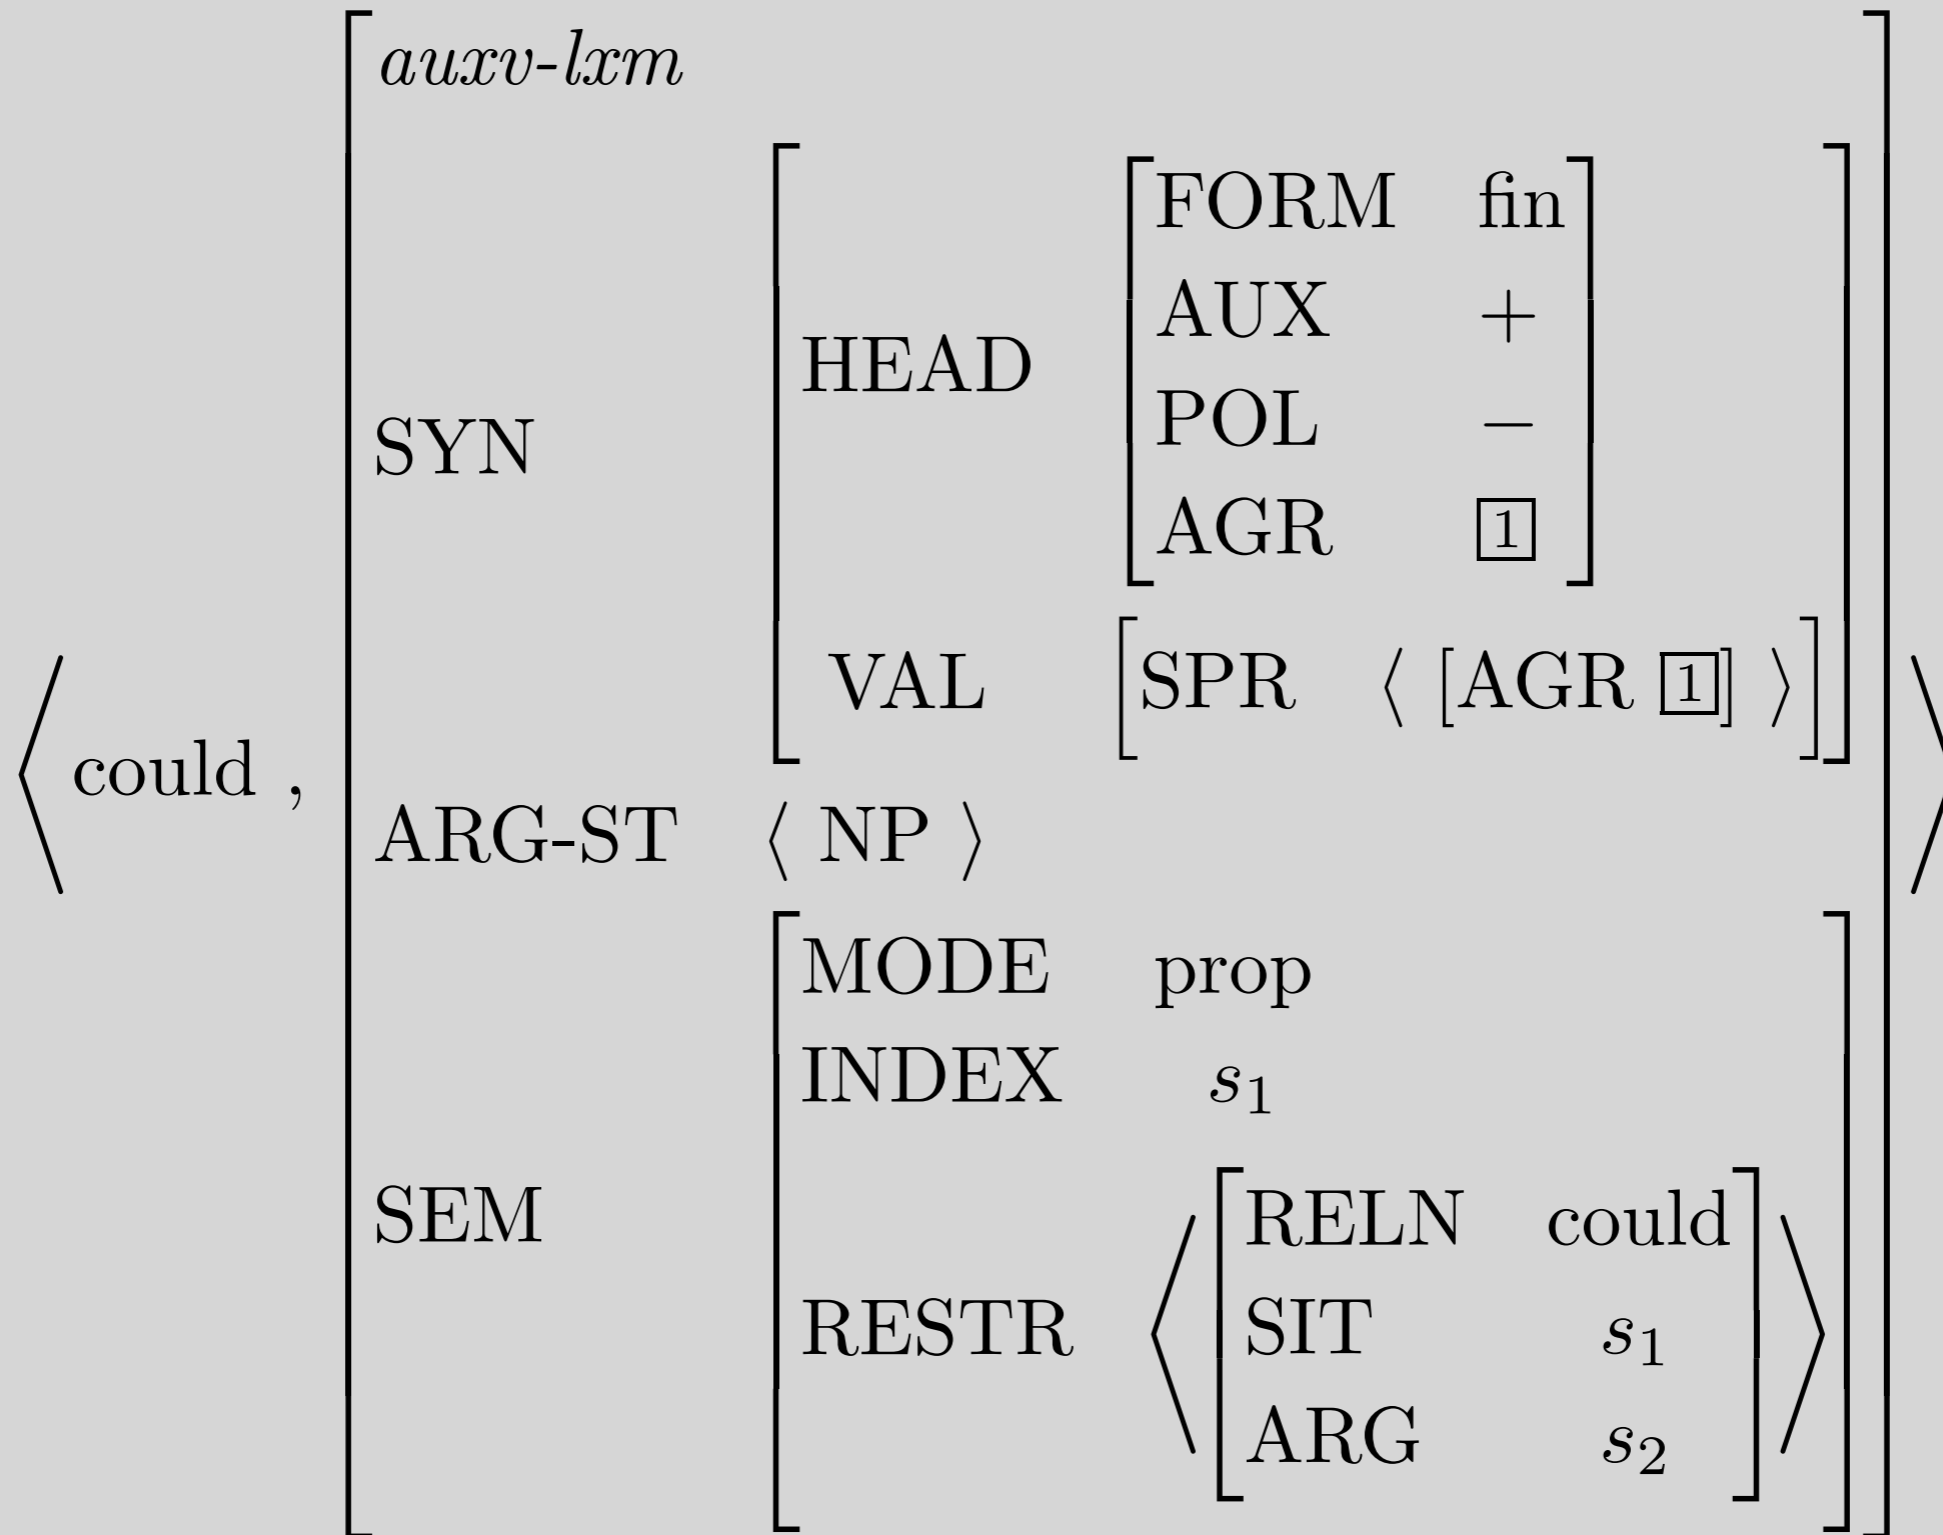 auxv-lxm
FORM fin
AUX +
HEAD
POL −
SYN
AGR 1
VAL [SPR ⟨ [AGR 1] ⟩]
⟨ could ,
ARG-ST ⟨ NP ⟩
MODE prop
INDEX s₁
SEM
RELN could
RESTR ⟨ SIT s₁ ⟩
ARG s₂